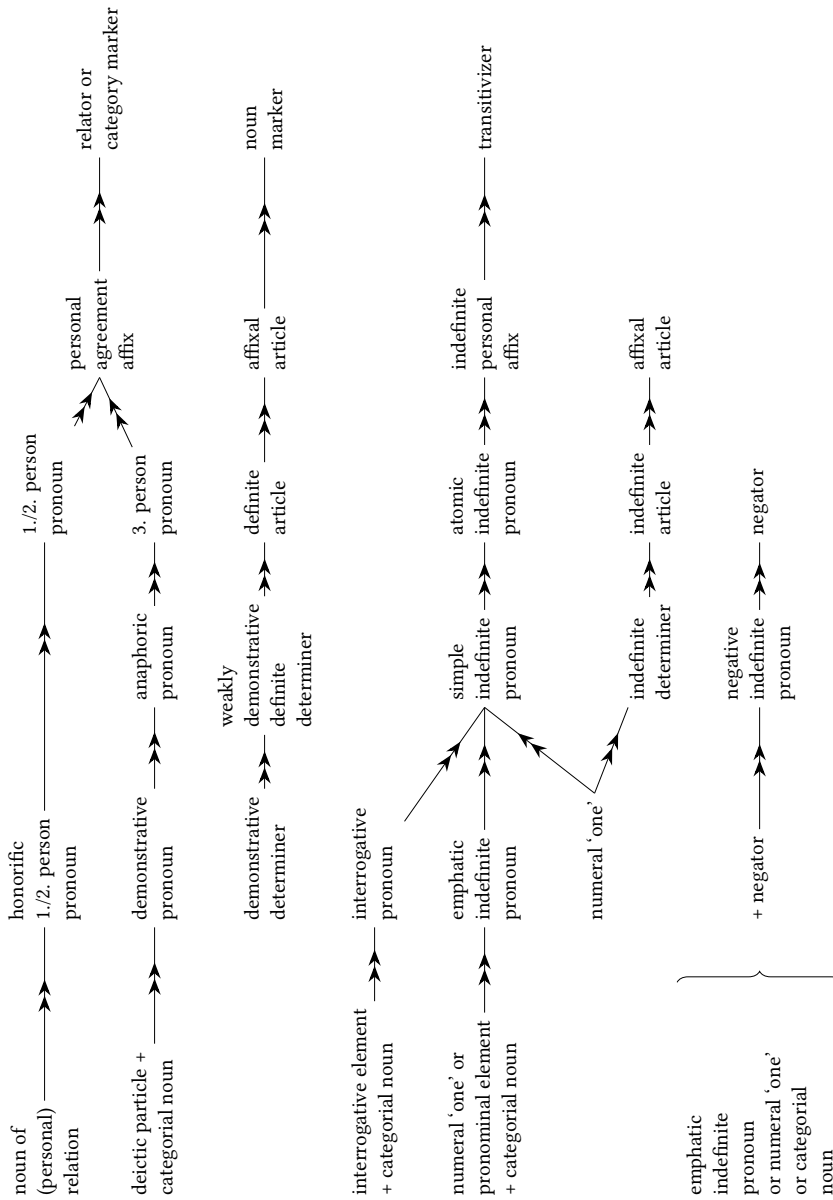 noun of
(personal)
relation
honorific
1./2. person
pronoun
1./2. person
pronoun
personal
agreement
affix
relator or
category marker
deictic particle +
categorial noun
demonstrative
pronoun
anaphoric
pronoun
3. person
pronoun
demonstrative
determiner
weakly
demonstrative
definite
determiner
definite
article
affixal
article
noun
marker
interrogative element
+ categorial noun
interrogative
pronoun
numeral ‘one’ or
pronominal element
+ categorial noun
emphatic
indefinite
pronoun
simple
indefinite
pronoun
atomic
indefinite
pronoun
indefinite
personal
affix
transitivizer
numeral ‘one’
indefinite
determiner
indefinite
article
affixal
article
emphatic
indefinite
pronoun
or numeral ‘one’
or categorial
noun
+ negator
negative
indefinite
pronoun
negator